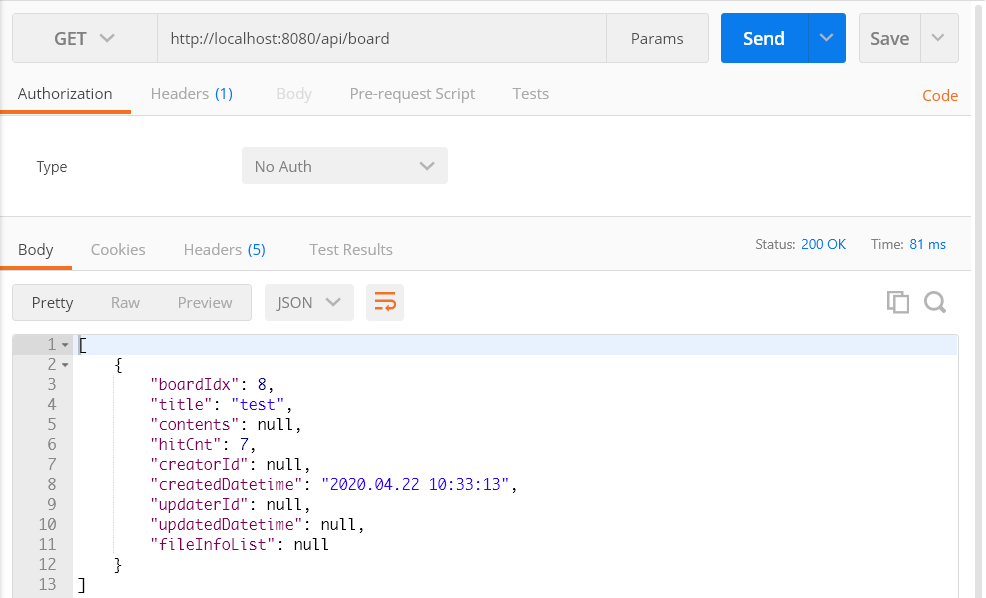 GET http://localhost:8080/api/board Params Send Save
Authorization Headers (1) Body Pre-request Script Tests Code
Type No Auth
Body Cookies Headers (5) Test Results Status: 200 OK Time: 81 ms
Pretty Raw Preview JSON
1 [
2 {
3 "boardIdx": 8,
4 "title": "test",
5 "contents": null,
6 "hitCnt": 7,
7 "creatorId": null,
8 "createdDatetime": "2020.04.22 10:33:13",
9 "updaterId": null,
10 "updatedDatetime": null,
11 "fileInfoList": null
12 }
13 ]